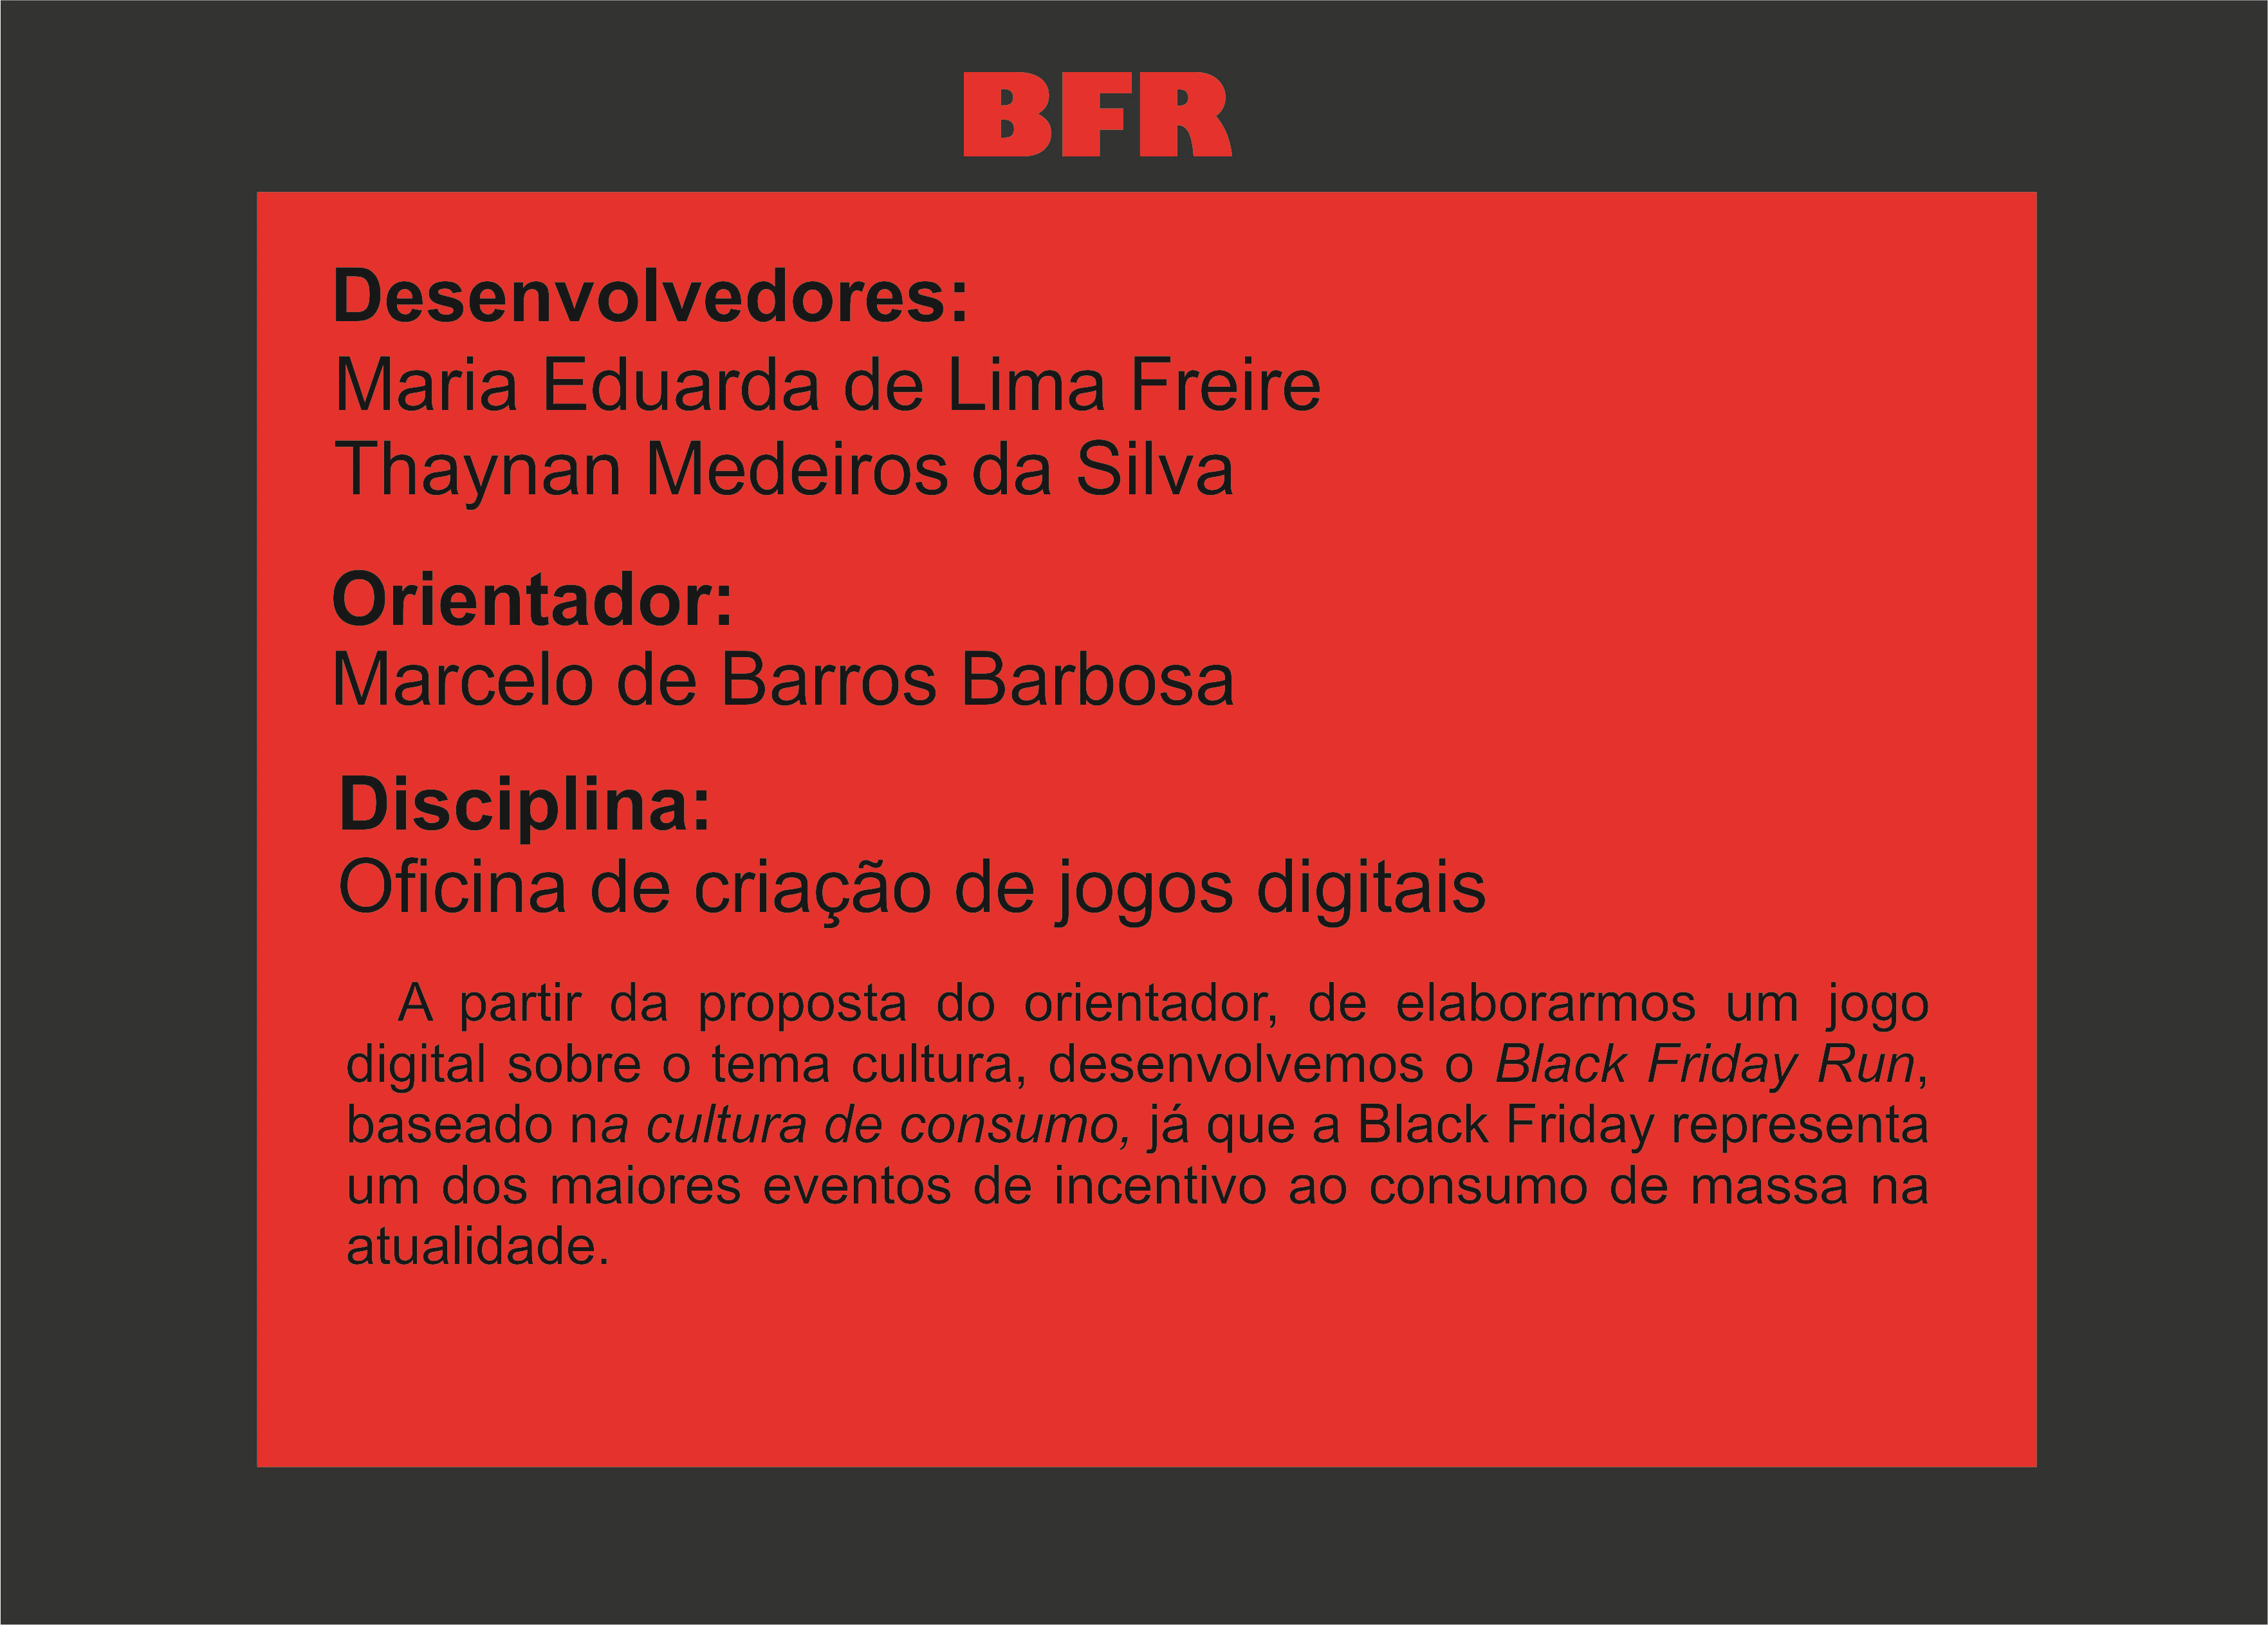 BFR
Desenvolvedores:
Maria Eduarda de Lima Freire
Thaynan Medeiros da Silva
Orientador:
Marcelo de Barros Barbosa
Disciplina:
Oficina de criação de jogos digitais
A partir da proposta do orientador, de elaborarmos um jogo
digital sobre o tema cultura, desenvolvemos o Black Friday Run,
baseado na cultura de consumo, já que a Black Friday representa
um dos maiores eventos de incentivo ao consumo de massa na
atualidade.